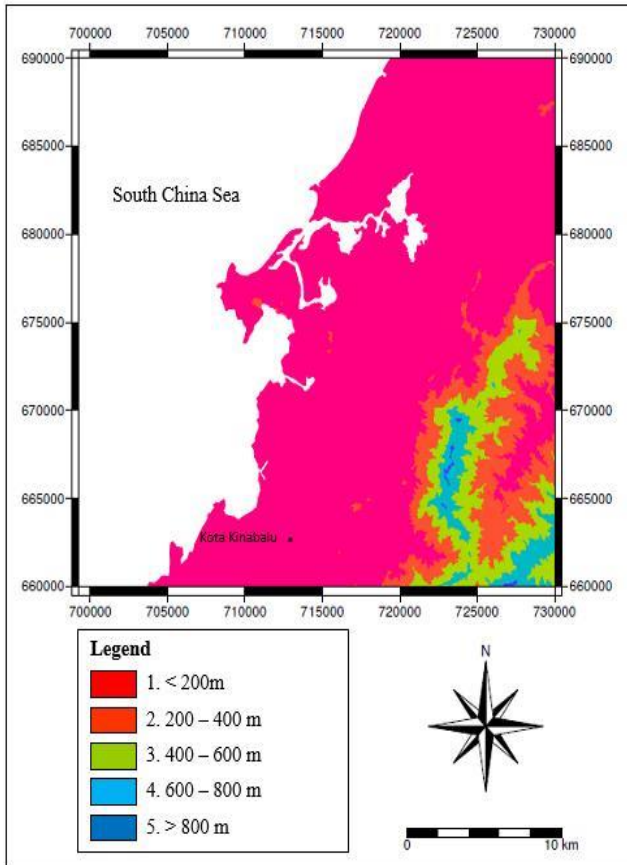 700000 705000 710000 715000 720000 725000 730000
690000 690000
685000 685000
South China Sea
680000 680000
675000 675000
670000 670000
665000 665000
Kota Kinabalu
660000 660000
700000 705000 710000 715000 720000 725000 730000
Legend
1. < 200m
2. 200 – 400 m
3. 400 – 600 m
4. 600 – 800 m
5. > 800 m
N
0 10 km